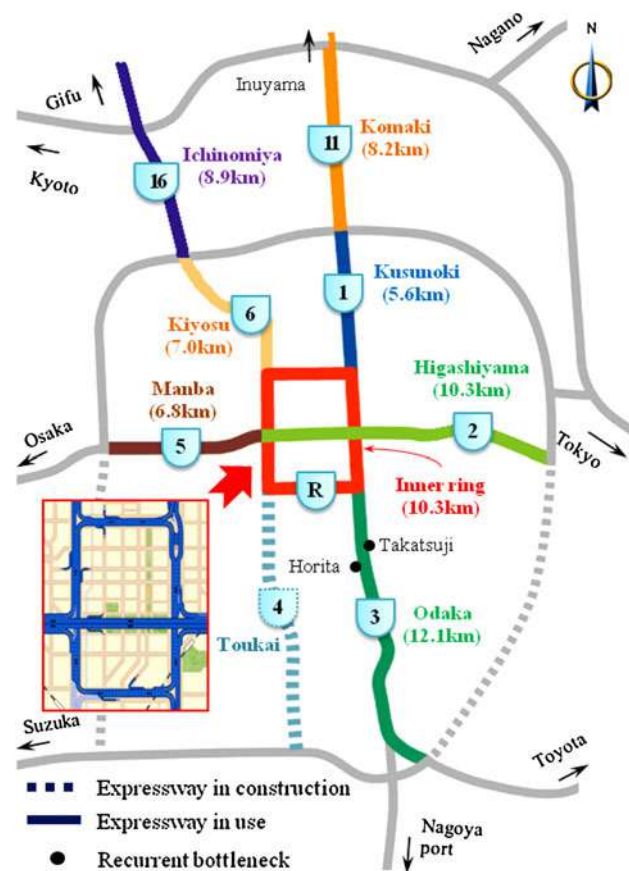 Nagano
N
Inuyama
Gifu
11
Komaki
(8.2km)
Ichinomiya
(8.9km)
16
Kyoto
Kusunoki
(5.6km)
1
6
Kiyosu
(7.0km)
Higashiyama
(10.3km)
Manba
(6.8km)
2
Osaka
5
Tokyo
R
Inner ring
(10.3km)
Takatsuji
Horita
4
3
Odaka
(12.1km)
Toukai
Suzuka
Toyota
Expressway in construction
Expressway in use
Nagoya
port
Recurrent bottleneck